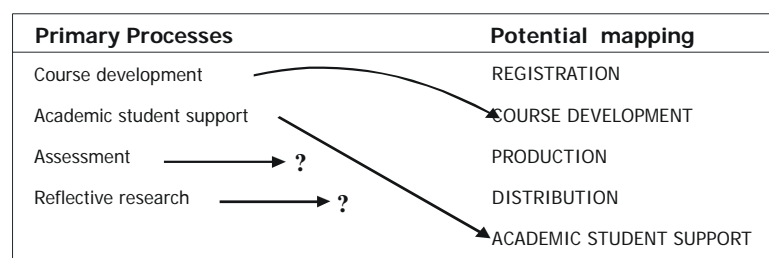 Primary Processes Potential mapping
Course development REGISTRATION
Academic student support COURSE DEVELOPMENT
Assessment ? PRODUCTION
Reflective research ? DISTRIBUTION
ACADEMIC STUDENT SUPPORT